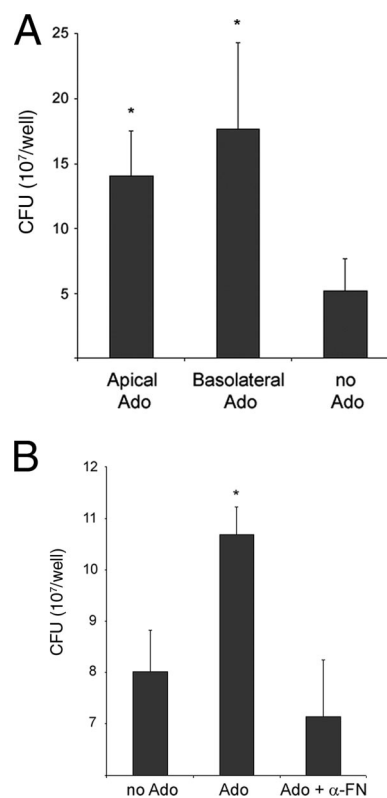 A
CFU (10⁷/well)
25
20
15
10
5
*
*
Apical
Ado
Basolateral
Ado
no
Ado
B
CFU (10⁷/well)
12
11
10
9
8
7
*
no Ado
Ado
Ado + α-FN